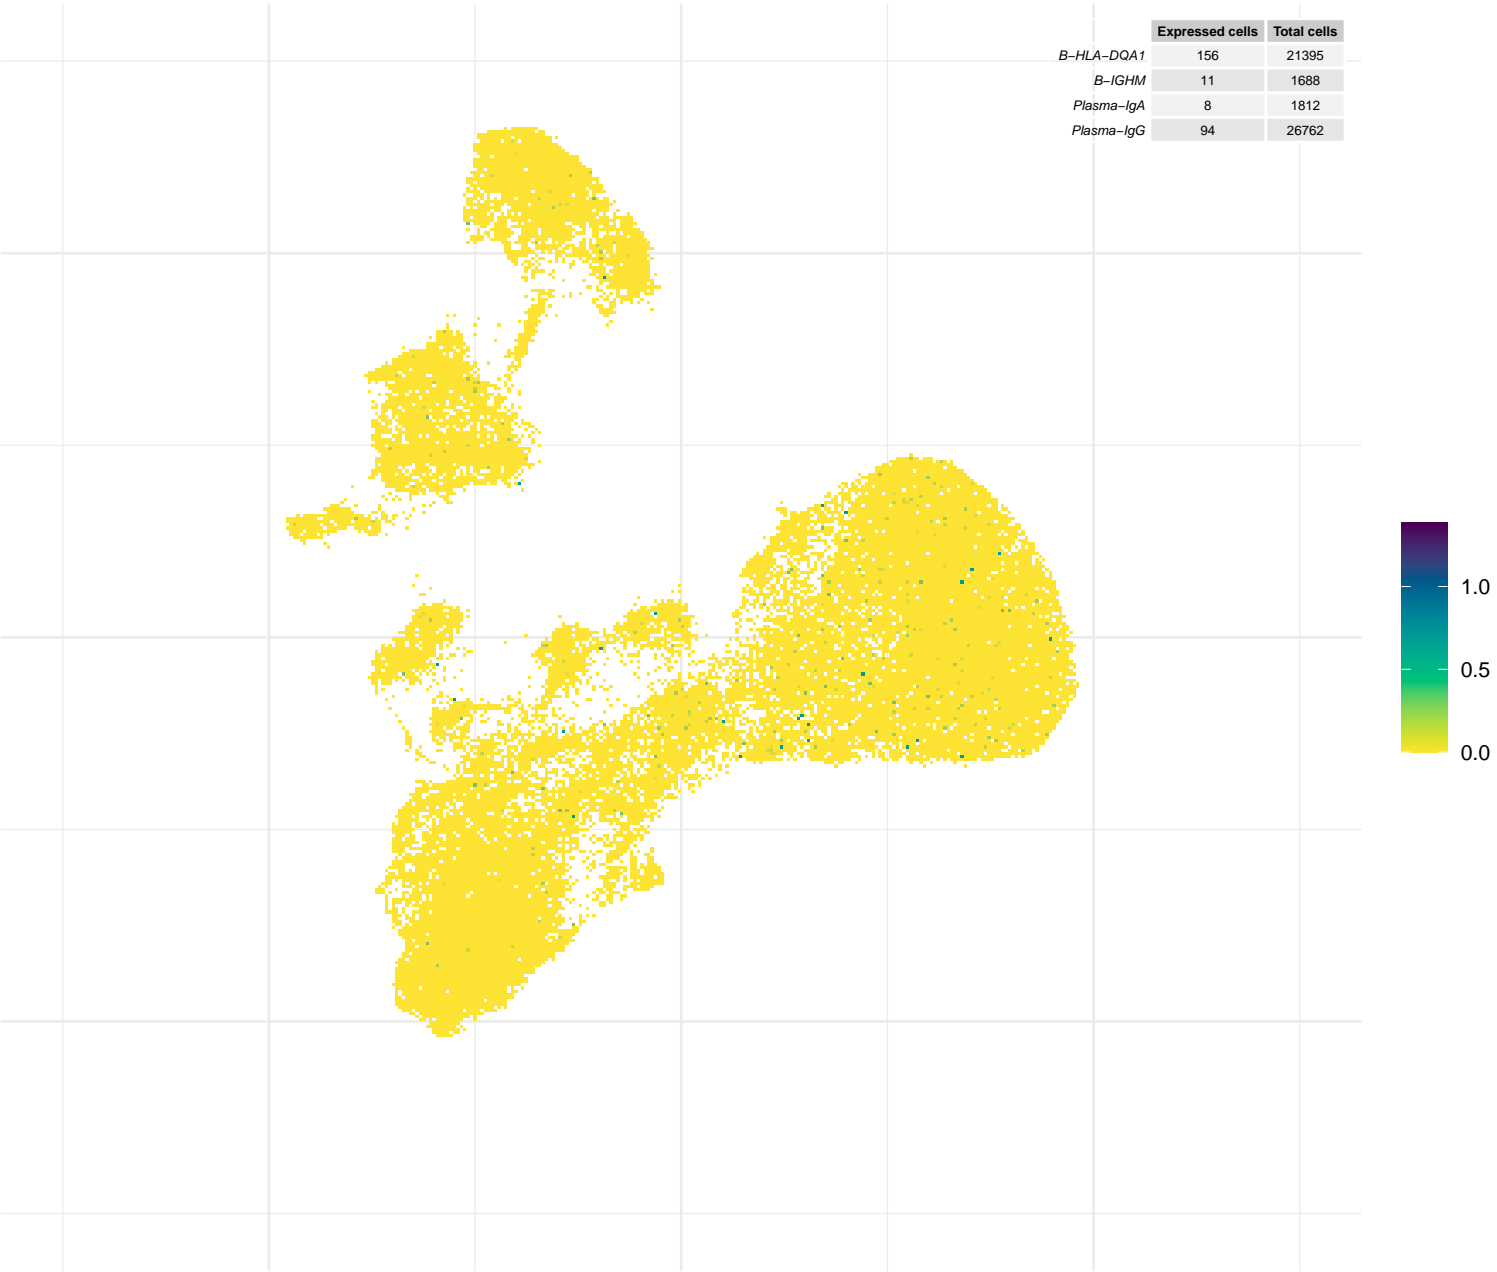 Expressed cells Total cells
B-HLA-DQA1 156 21395
B-IGHM 11 1688
Plasma-IgA 8 1812
Plasma-IgG 94 26762
1.0
0.5
0.0